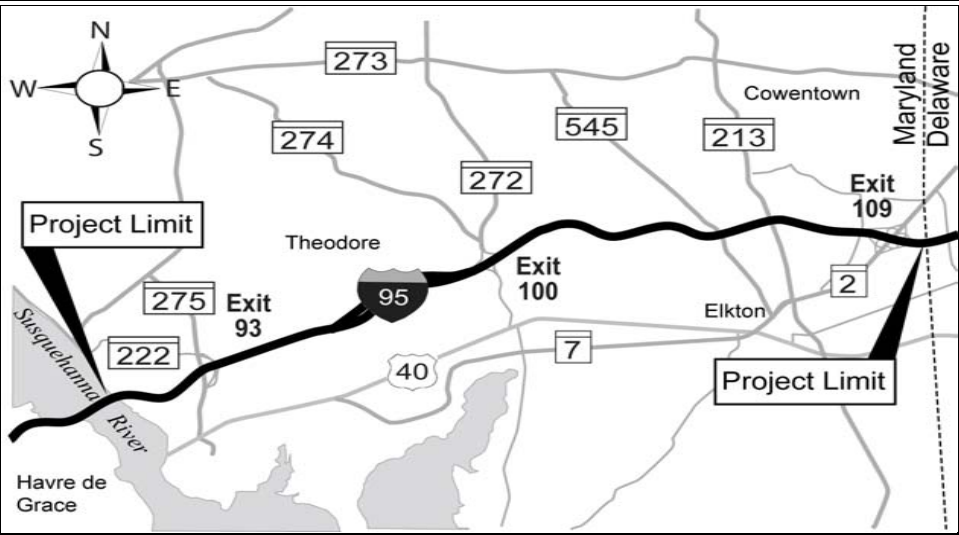 N
W E
S
273
274
545
213
272
Cowentown
Maryland
Delaware
Exit
109
Project Limit
Theodore
275
Exit
93
95
Exit
100
2
Elkton
Susquehanna
River
222
40
7
Project Limit
Havre de
Grace